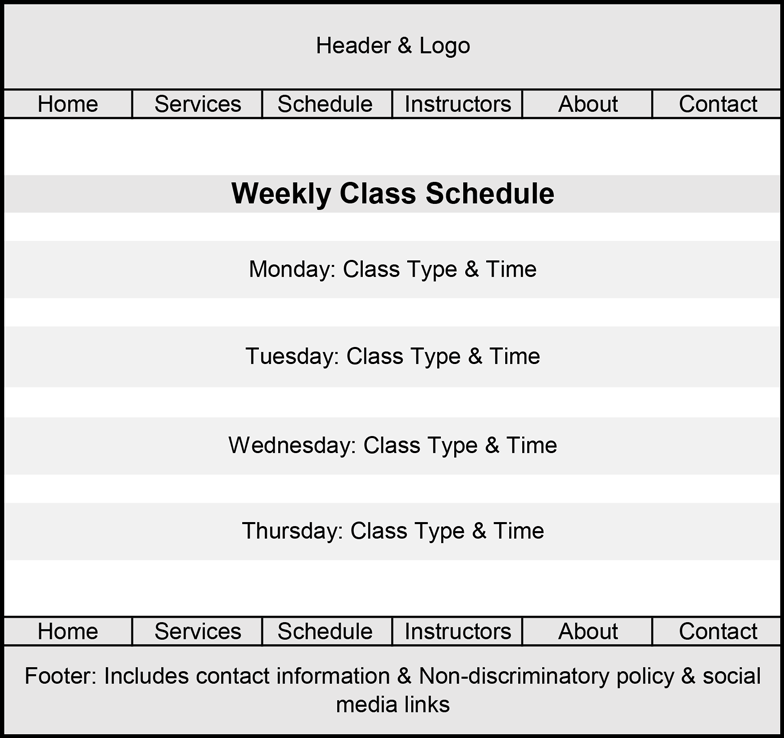 Header & Logo
Home Services Schedule Instructors About Contact
Weekly Class Schedule
Monday: Class Type & Time
Tuesday: Class Type & Time
Wednesday: Class Type & Time
Thursday: Class Type & Time
Home Services Schedule Instructors About Contact
Footer: Includes contact information & Non-discriminatory policy & social
media links